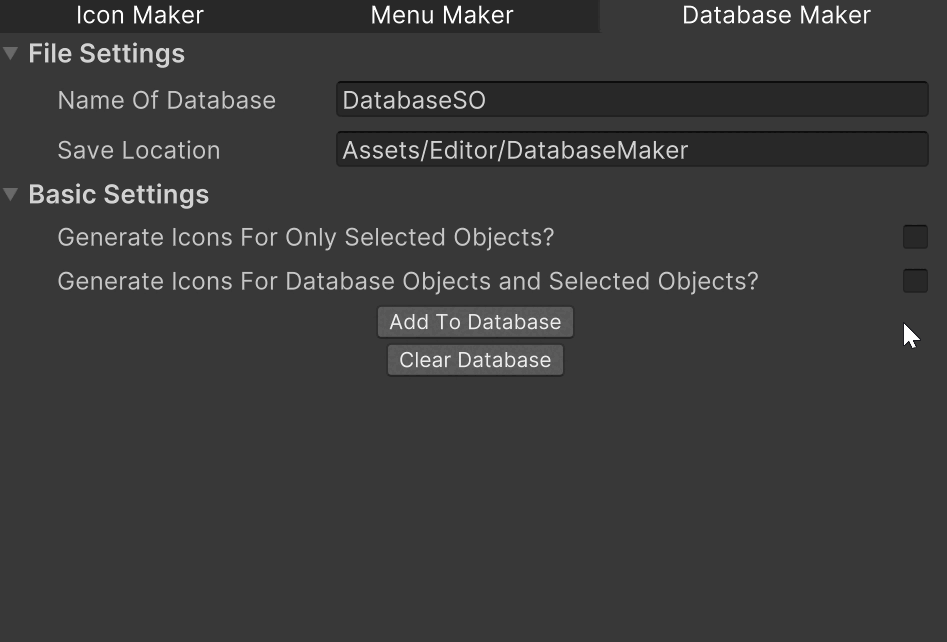 Icon Maker Menu Maker Database Maker
File Settings
Name Of Database DatabaseSO
Save Location Assets/Editor/DatabaseMaker
Basic Settings
Generate Icons For Only Selected Objects?
Generate Icons For Database Objects and Selected Objects?
Add To Database
Clear Database